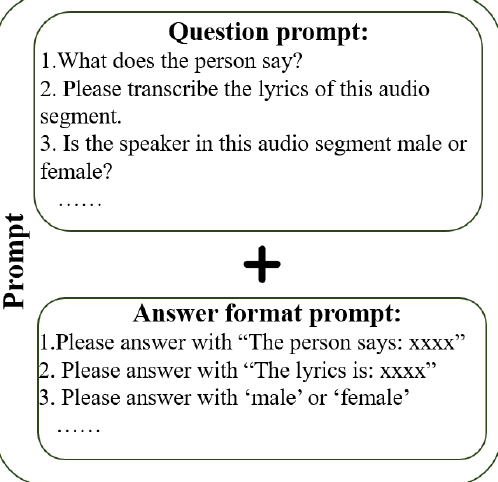 Prompt
Question prompt:
1.What does the person say?
2. Please transcribe the lyrics of this audio
segment.
3. Is the speaker in this audio segment male or
female?
……
+
Answer format prompt:
1.Please answer with “The person says: xxxx”
2. Please answer with “The lyrics is: xxxx”
3. Please answer with ‘male’ or ‘female’
……